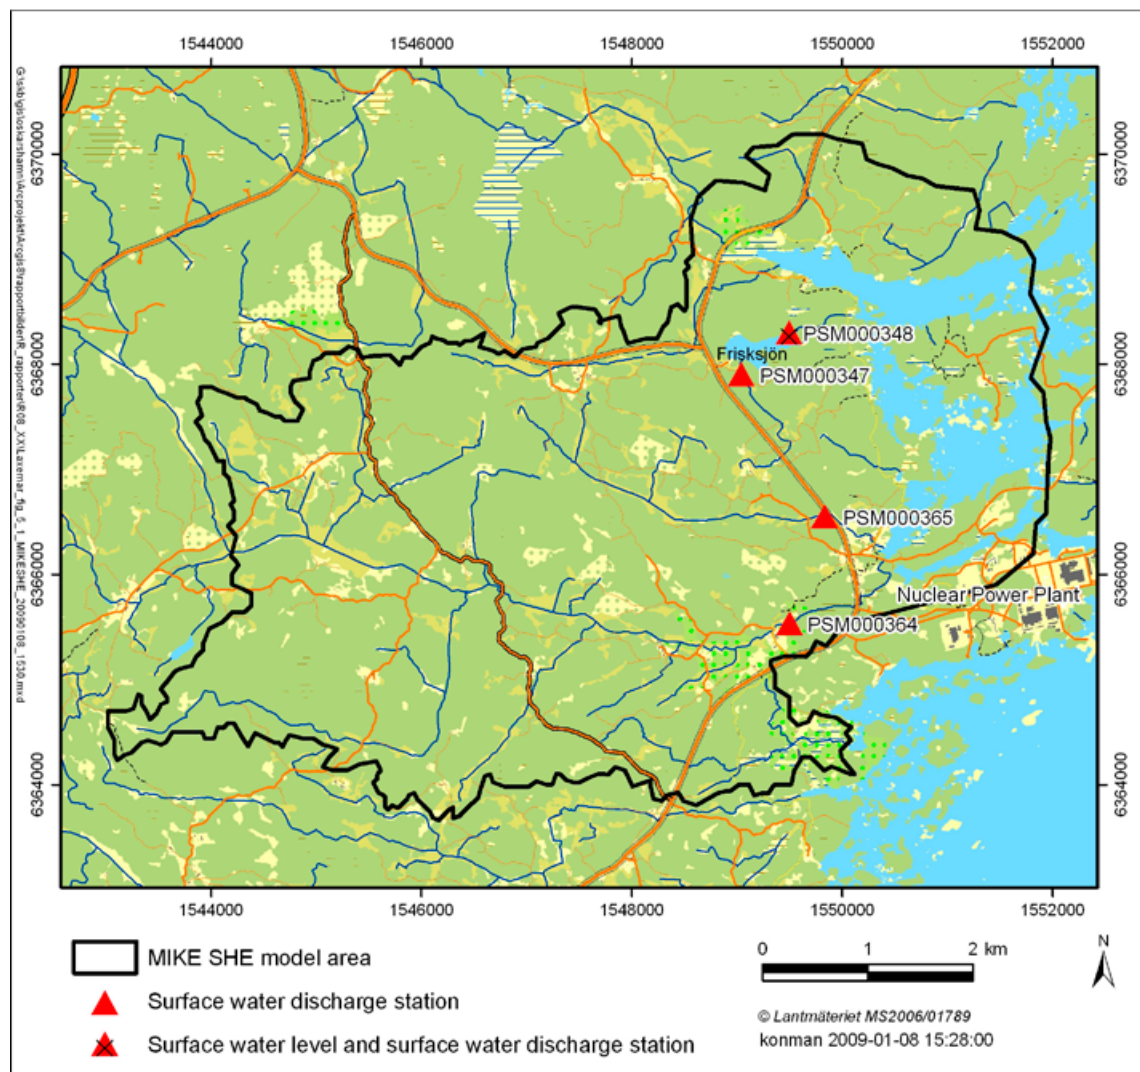 1544000 1546000 1548000 1550000 1552000
6370000 6370000
PSM000348
Frisksjön
6368000 6368000
PSM000347
PSM000365
6366000 6366000
Nuclear Power Plant
PSM000364
6364000 6364000
1544000 1546000 1548000 1550000 1552000
MIKE SHE model area
Surface water discharge station
Surface water level and surface water discharge station
0 1 2 km
N
© Lantmäteriet MS2006/01789
konman 2009-01-08 15:28:00